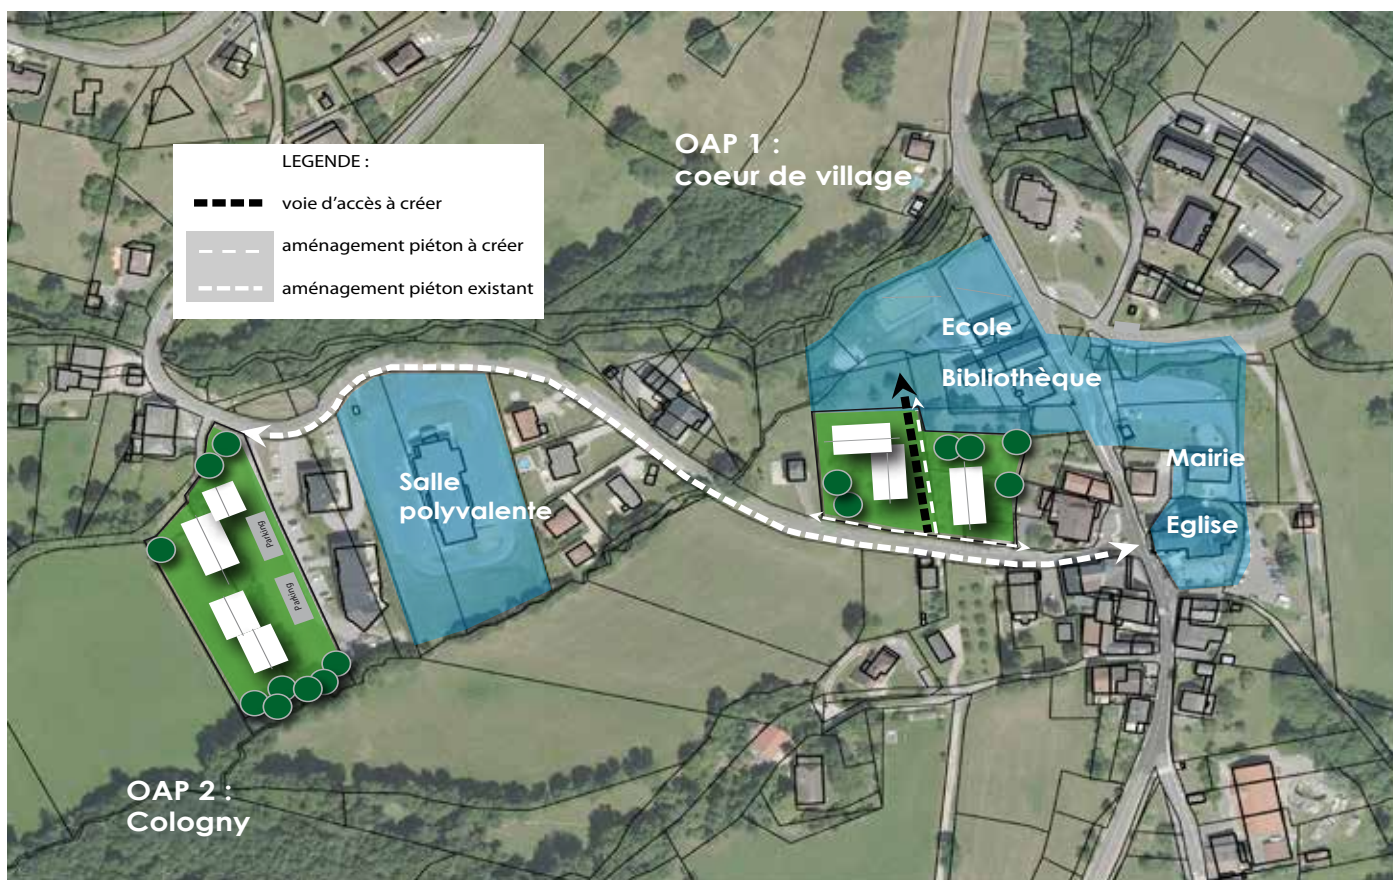 OAP 1 :
coeur de village
LEGENDE :
voie d'accès à créer
aménagement piéton à créer
aménagement piéton existant
Ecole
Bibliothèque
Mairie
Eglise
Salle
polyvalente
Parking
Parking
OAP 2 :
Cologny